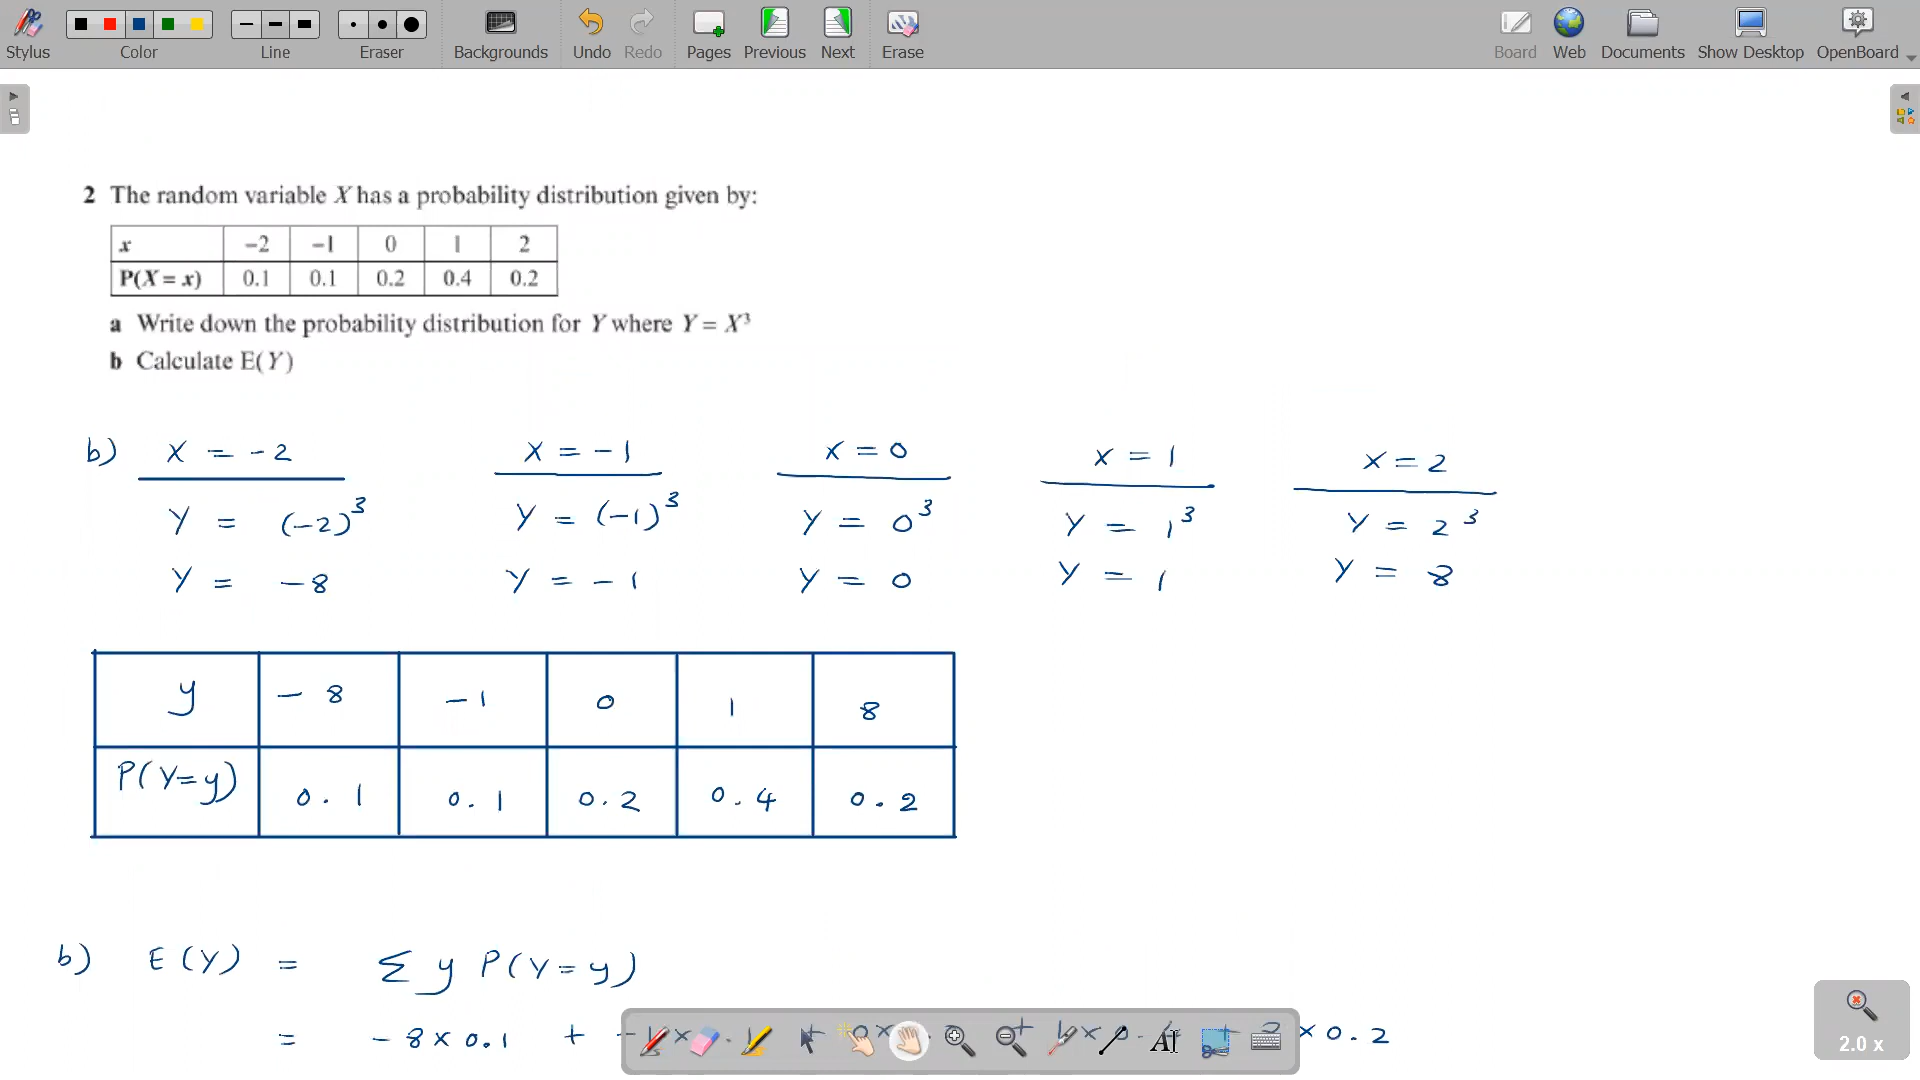 Stylus Color Line Eraser Backgrounds Undo Redo Pages Previous Next Erase Board Web Documents Show Desktop OpenBoard
2 The random variable X has a probability distribution given by:
x -2 -1 0 1 2
P(X = x) 0.1 0.1 0.2 0.4 0.2
a Write down the probability distribution for Y where Y = X³
b Calculate E(Y)
b) X = -2 X = -1 X = 0 X = 1 X = 2
Y = (-2)³ Y = (-1)³ Y = 0³ Y = 1³ Y = 2³
Y = -8 Y = -1 Y = 0 Y = 1 Y = 8
y -8 -1 0 1 8
P(Y=y) 0.1 0.1 0.2 0.4 0.2
b) E(Y) = Σ y P(Y=y)
= -8 × 0.1 + × 0.2
2.0 x